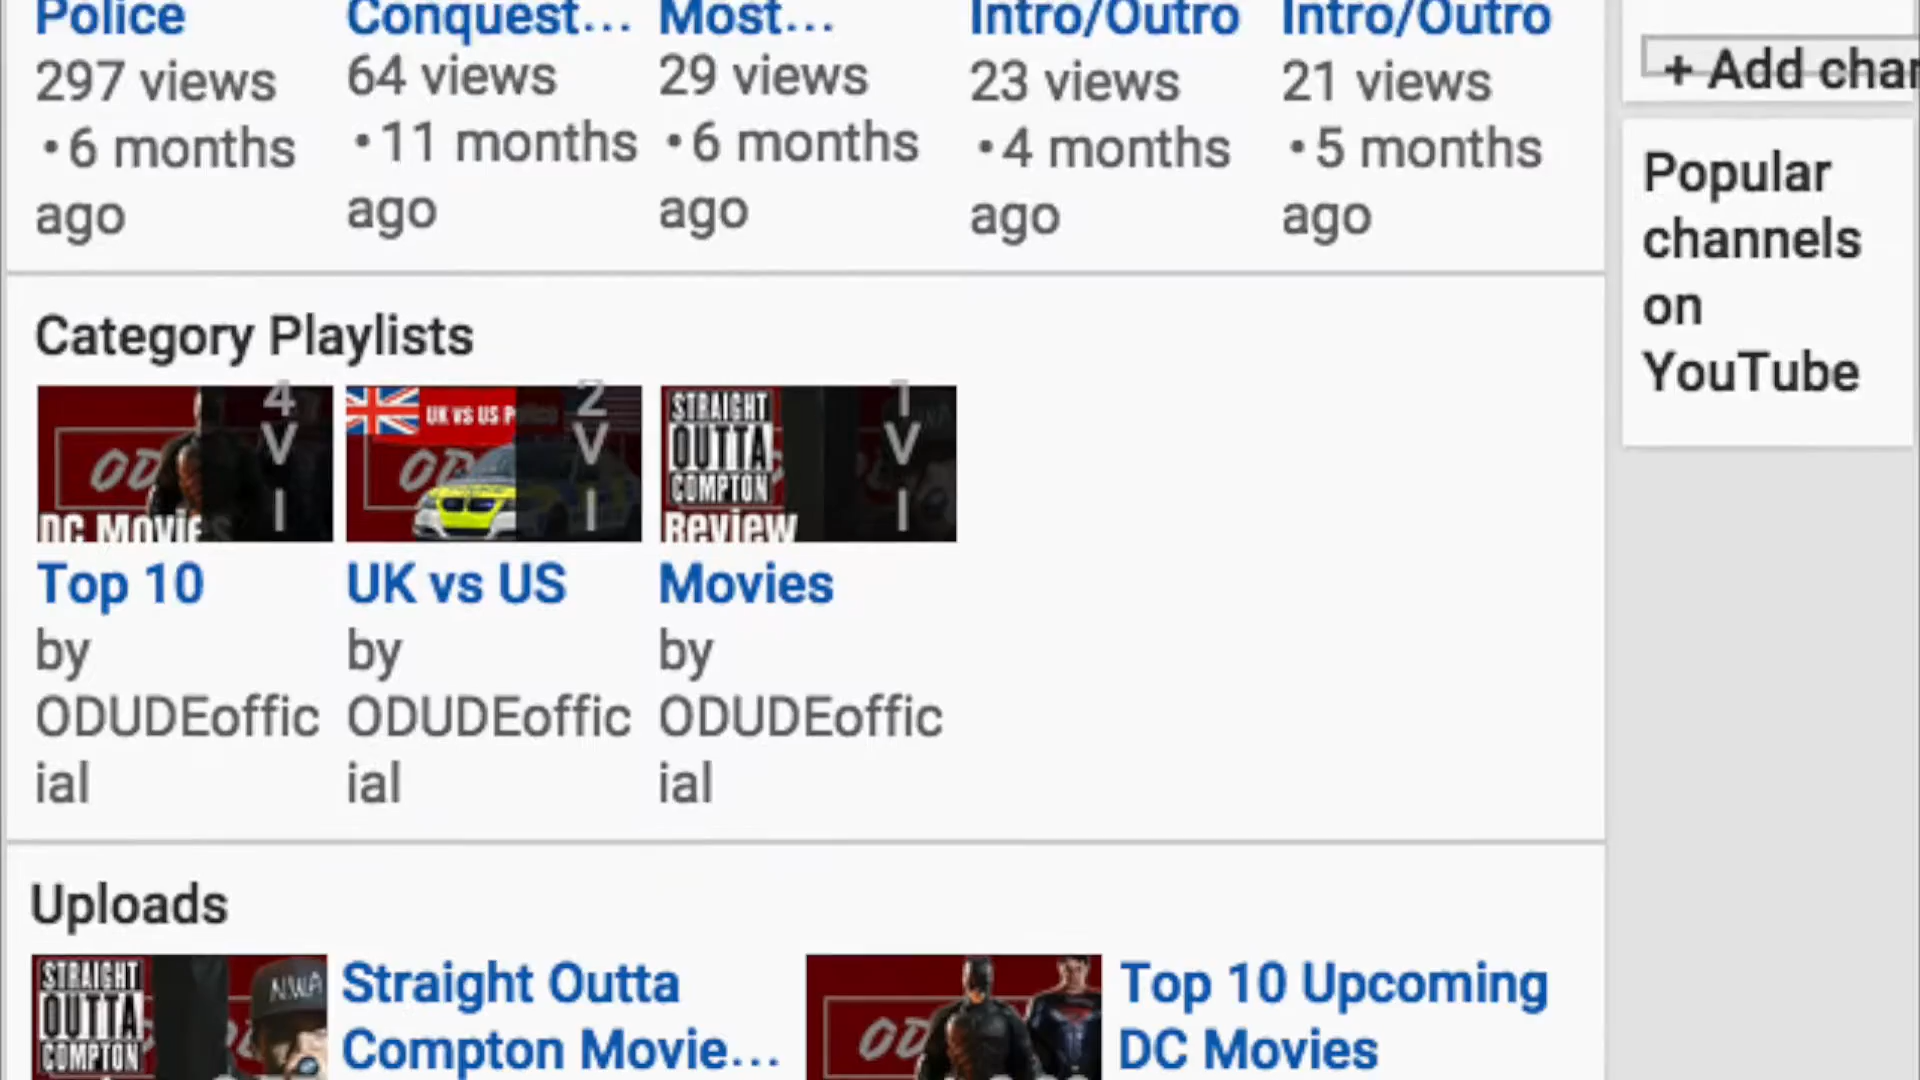 Police
Conquest...
Most...
Intro/Outro
Intro/Outro
297 views
64 views
29 views
23 views
21 views
• 6 months
• 11 months
• 6 months
• 4 months
• 5 months
ago
ago
ago
ago
ago
+ Add
Popular
channels
on
YouTube
Category Playlists
4
V
I
DC Movies
UK vs US Police
2
V
I
STRAIGHT
OUTTA
COMPTON
Review
1
V
I
Top 10
UK vs US
Movies
by
by
by
ODUDEoffic
ODUDEoffic
ODUDEoffic
ial
ial
ial
Uploads
STRAIGHT
OUTTA
COMPTON
NWA
Straight Outta
Compton Movie...
Top 10 Upcoming
DC Movies